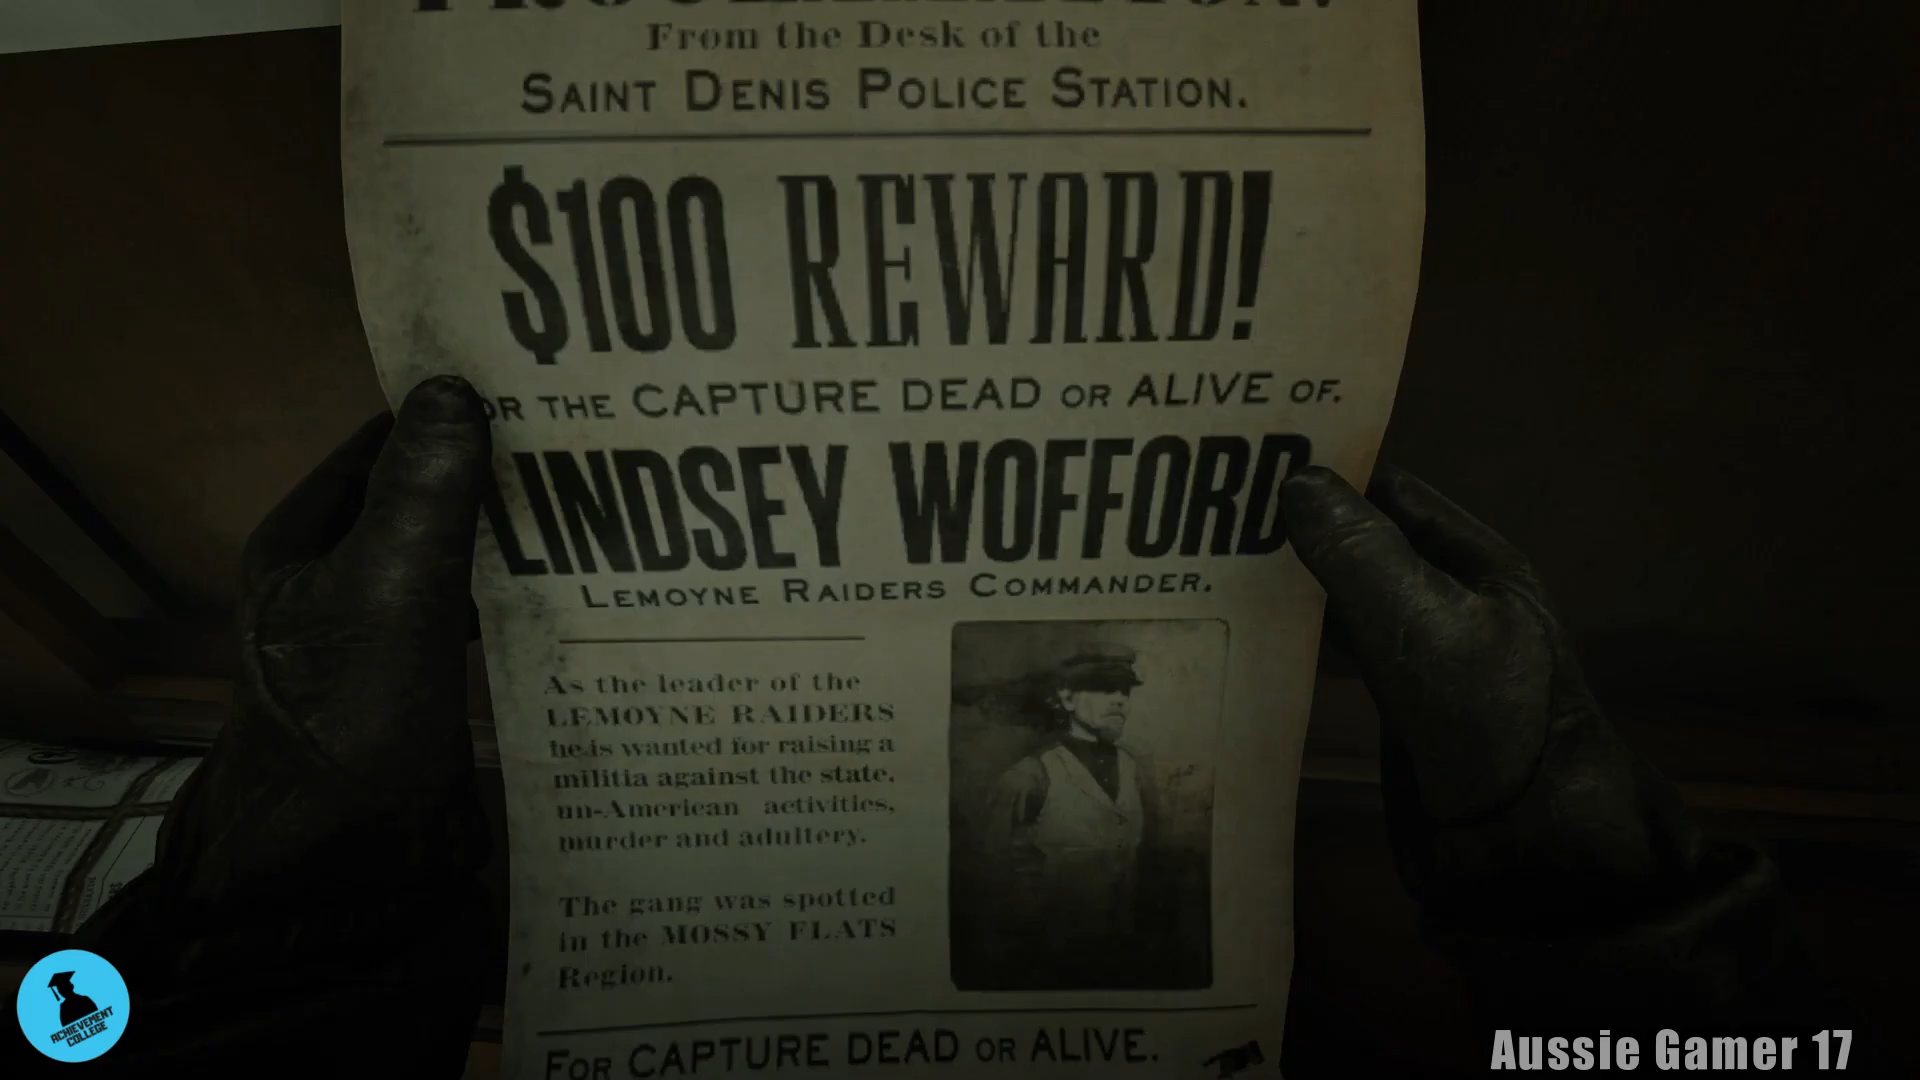 From the Desk of the
SAINT DENIS POLICE STATION.
$100 REWARD!
OR THE CAPTURE DEAD OR ALIVE OF.
LINDSEY WOFFORD
LEMOYNE RAIDERS COMMANDER.
As the leader of the
LEMOYNE RAIDERS
he is wanted for raising a
militia against the state,
un-American activities,
murder and adultery.
The gang was spotted
in the MOSSY FLATS
Region.
FOR CAPTURE DEAD OR ALIVE.
ACHIEVEMENT
COLLEGE
Aussie Gamer 17